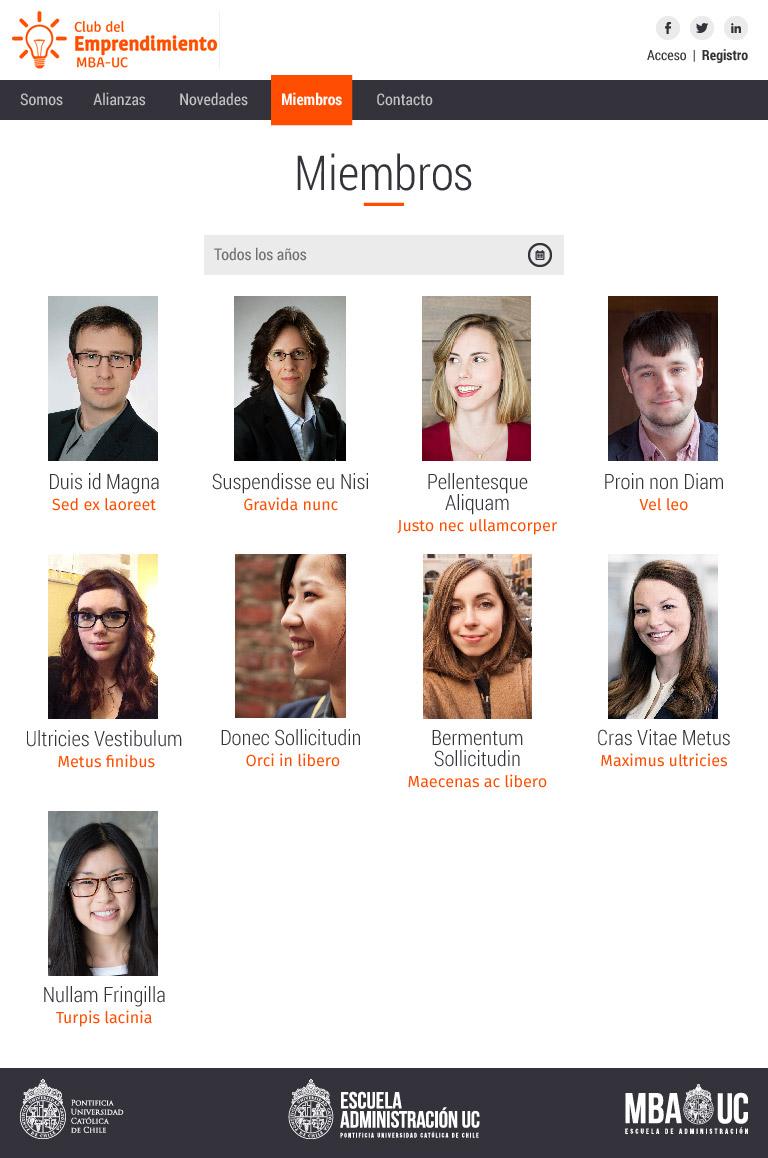 Club del
Emprendimiento
MBA-UC
Acceso | Registro
Somos Alianzas Novedades Miembros Contacto
Miembros
Todos los años
Duis id Magna
Sed ex laoreet
Suspendisse eu Nisi
Gravida nunc
Pellentesque
Aliquam
Justo nec ullamcorper
Proin non Diam
Vel leo
Ultricies Vestibulum
Metus finibus
Donec Sollicitudin
Orci in libero
Bermentum
Sollicitudin
Maecenas ac libero
Cras Vitae Metus
Maximus ultricies
Nullam Fringilla
Turpis lacinia
PONTIFICIA
UNIVERSIDAD
CATÓLICA
DE CHILE
ESCUELA
ADMINISTRACIÓN UC
PONTIFICIA UNIVERSIDAD CATÓLICA DE CHILE
MBA UC
ESCUELA DE ADMINISTRACIÓN